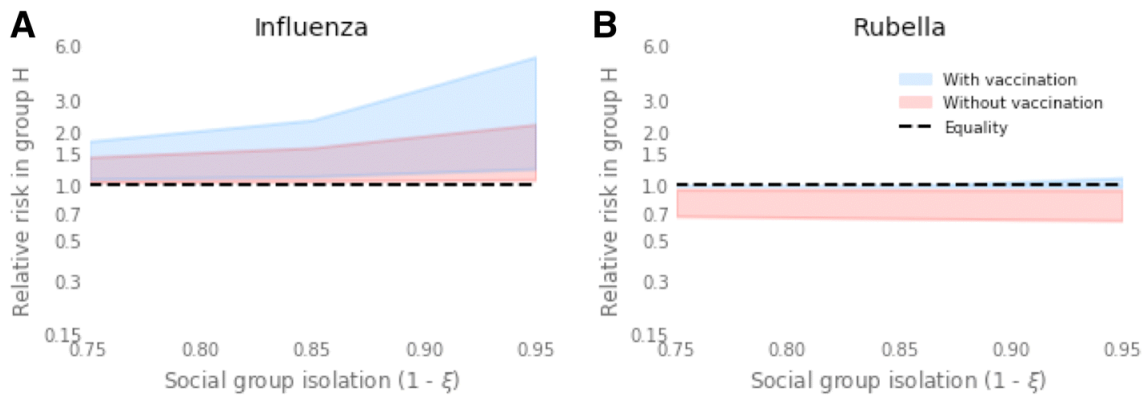 A
Influenza
Relative risk in group H
6.0
3.0
2.0
1.5
1.0
0.7
0.5
0.3
0.15
0.75
0.80
0.85
0.90
0.95
Social group isolation (1 - ξ)
B
Rubella
Relative risk in group H
6.0
3.0
2.0
1.5
1.0
0.7
0.5
0.3
0.15
With vaccination
Without vaccination
Equality
0.75
0.80
0.85
0.90
0.95
Social group isolation (1 - ξ)